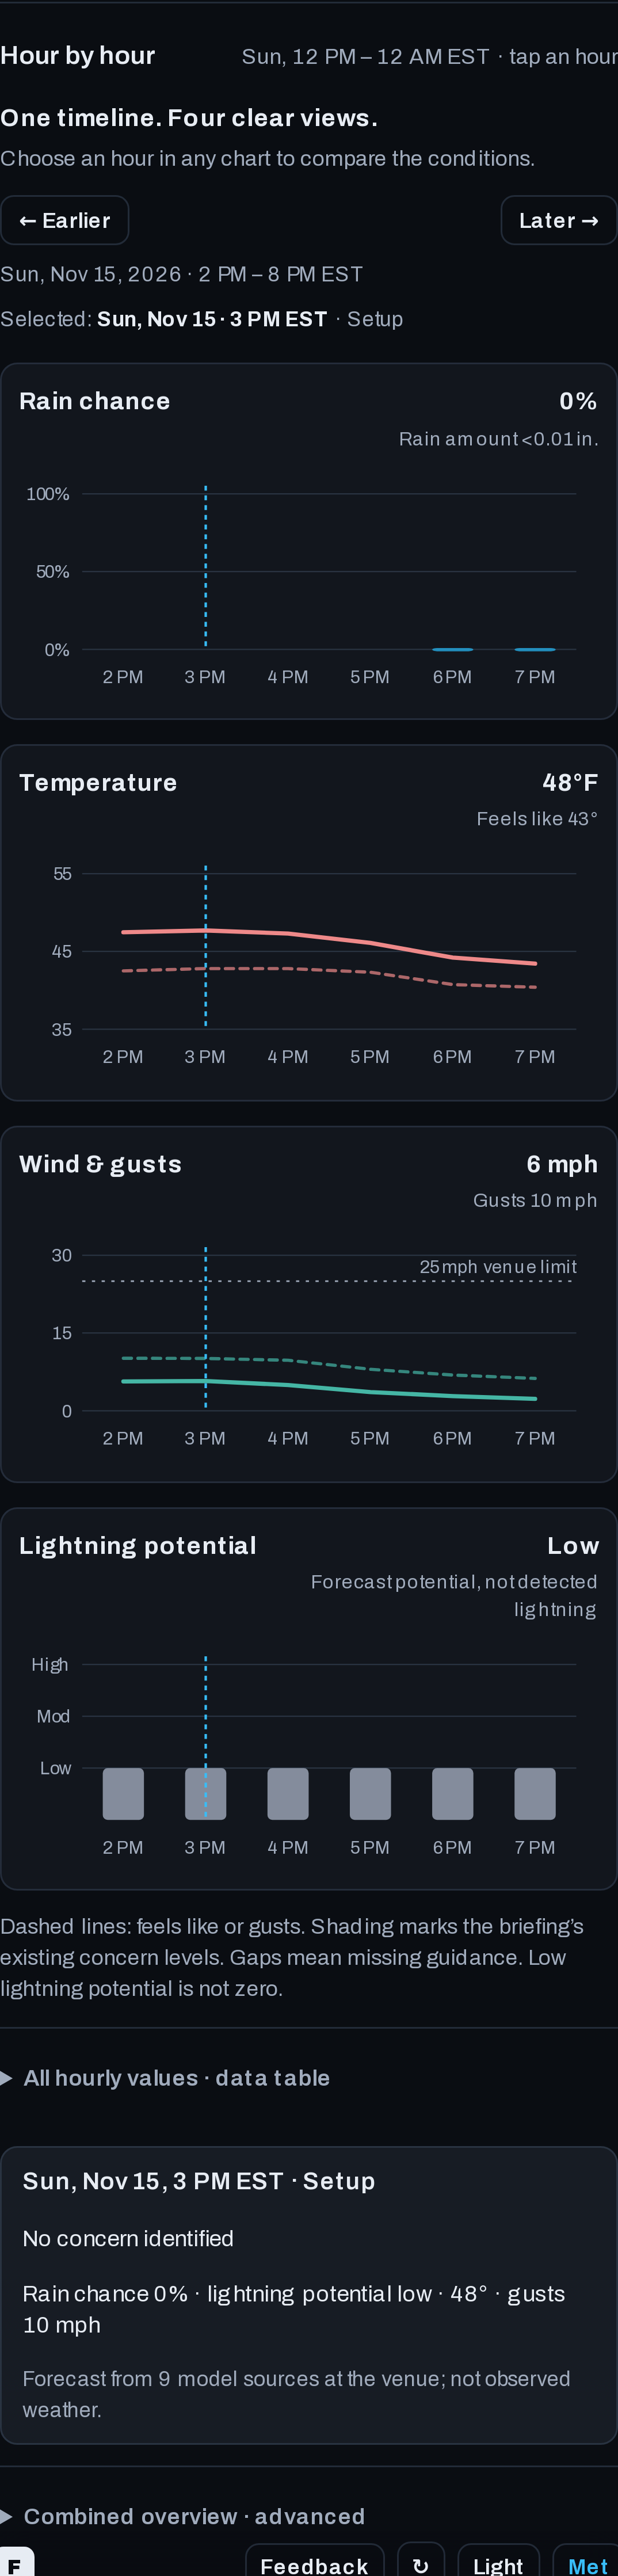 Hour by hour Sun, 12 PM – 12 AM EST · tap an hour
One timeline. Four clear views.
Choose an hour in any chart to compare the conditions.
← Earlier Later →
Sun, Nov 15, 2026 · 2 PM – 8 PM EST
Selected: Sun, Nov 15 · 3 PM EST · Setup
Rain chance 0%
Rain amount <0.01 in.
100%
50%
0%
2 PM 3 PM 4 PM 5 PM 6 PM 7 PM
Temperature 48°F
Feels like 43°
55
45
35
2 PM 3 PM 4 PM 5 PM 6 PM 7 PM
Wind & gusts 6 mph
Gusts 10 mph
30
25 mph venue limit
15
0
2 PM 3 PM 4 PM 5 PM 6 PM 7 PM
Lightning potential Low
Forecast potential, not detected
lightning
High
Mod
Low
2 PM 3 PM 4 PM 5 PM 6 PM 7 PM
Dashed lines: feels like or gusts. Shading marks the briefing’s
existing concern levels. Gaps mean missing guidance. Low
lightning potential is not zero.
▶ All hourly values · data table
Sun, Nov 15, 3 PM EST · Setup
No concern identified
Rain chance 0% · lightning potential low · 48° · gusts
10 mph
Forecast from 9 model sources at the venue; not observed
weather.
▶ Combined overview · advanced
F Feedback ↻ Light Met